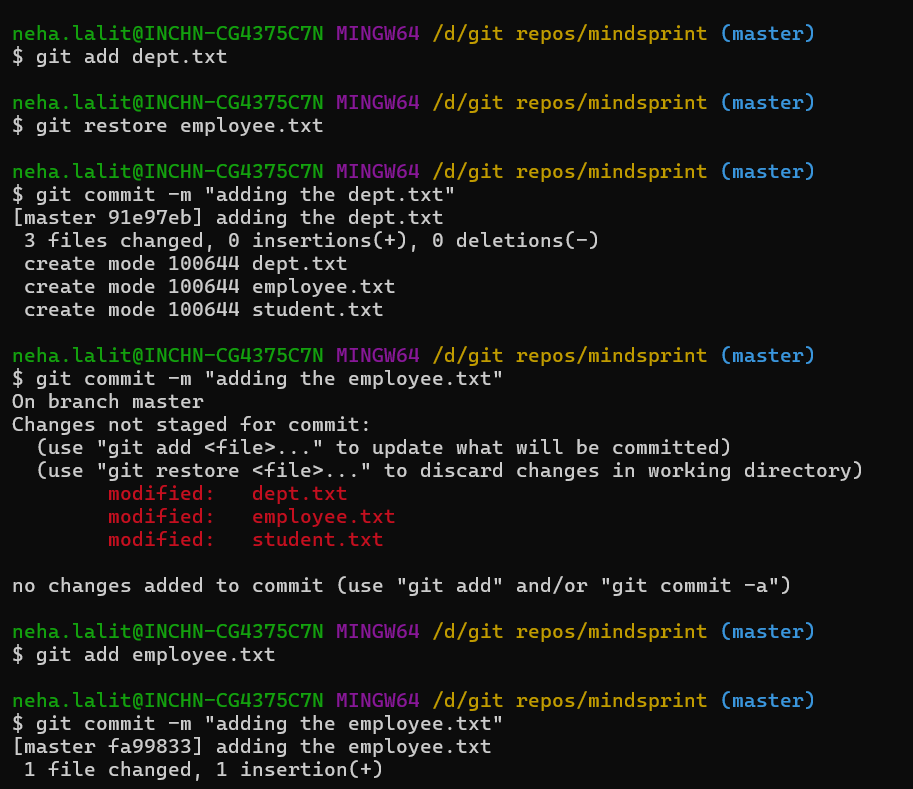 neha.lalit@INCHN-CG4375C7N MINGW64 /d/git repos/mindsprint (master)
$ git add dept.txt
neha.lalit@INCHN-CG4375C7N MINGW64 /d/git repos/mindsprint (master)
$ git restore employee.txt
neha.lalit@INCHN-CG4375C7N MINGW64 /d/git repos/mindsprint (master)
$ git commit -m "adding the dept.txt"
[master 91e97eb] adding the dept.txt
 3 files changed, 0 insertions(+), 0 deletions(-)
 create mode 100644 dept.txt
 create mode 100644 employee.txt
 create mode 100644 student.txt
neha.lalit@INCHN-CG4375C7N MINGW64 /d/git repos/mindsprint (master)
$ git commit -m "adding the employee.txt"
On branch master
Changes not staged for commit:
  (use "git add <file>..." to update what will be committed)
  (use "git restore <file>..." to discard changes in working directory)
        modified:   dept.txt
        modified:   employee.txt
        modified:   student.txt
no changes added to commit (use "git add" and/or "git commit -a")
neha.lalit@INCHN-CG4375C7N MINGW64 /d/git repos/mindsprint (master)
$ git add employee.txt
neha.lalit@INCHN-CG4375C7N MINGW64 /d/git repos/mindsprint (master)
$ git commit -m "adding the employee.txt"
[master fa99833] adding the employee.txt
 1 file changed, 1 insertion(+)